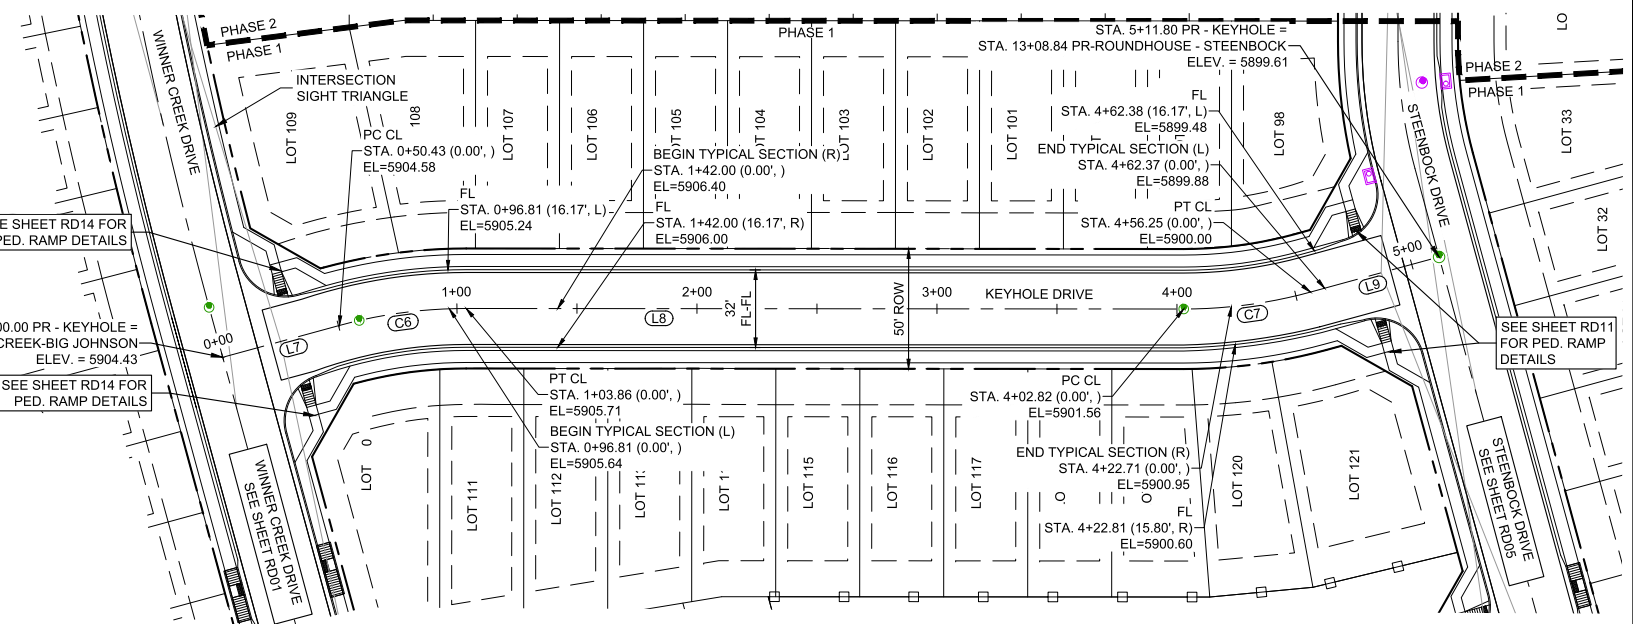 PHASE 2
PHASE 1
PHASE 1
STA. 5+11.80 PR - KEYHOLE =
STA. 13+08.84 PR-ROUNDHOUSE - STEENBOCK
ELEV. = 5899.61
PHASE 2
PHASE 1
LO
WINNER CREEK DRIVE
INTERSECTION
SIGHT TRIANGLE
LOT 109
108
LOT 107
LOT 106
LOT 105
LOT 104
LOT 103
LOT 102
LOT 101
LOT 98
LOT 33
LOT 32
STEENBOCK DRIVE
PC CL
STA. 0+50.43 (0.00', )
EL=5904.58
FL
STA. 0+96.81 (16.17', L)
EL=5905.24
BEGIN TYPICAL SECTION (R)
STA. 1+42.00 (0.00', )
EL=5906.40
FL
STA. 1+42.00 (16.17', R)
EL=5906.00
FL
STA. 4+62.38 (16.17', L)
EL=5899.48
END TYPICAL SECTION (L)
STA. 4+62.37 (0.00', )
EL=5899.88
PT CL
STA. 4+56.25 (0.00', )
EL=5900.00
EE SHEET RD14 FOR
PED. RAMP DETAILS
00.00 PR - KEYHOLE =
CREEK-BIG JOHNSON
ELEV. = 5904.43
SEE SHEET RD14 FOR
PED. RAMP DETAILS
0+00
L7
C6
1+00
L8
2+00
32'
FL-FL
50' ROW
3+00
KEYHOLE DRIVE
4+00
C7
L9
5+00
SEE SHEET RD11
FOR PED. RAMP
DETAILS
PT CL
STA. 1+03.86 (0.00', )
EL=5905.71
BEGIN TYPICAL SECTION (L)
STA. 0+96.81 (0.00', )
EL=5905.64
PC CL
STA. 4+02.82 (0.00', )
EL=5901.56
END TYPICAL SECTION (R)
STA. 4+22.71 (0.00', )
EL=5900.95
FL
STA. 4+22.81 (15.80', R)
EL=5900.60
WINNER CREEK DRIVE
SEE SHEET RD01
LOT 0
LOT 111
LOT 112
LOT 115
LOT 116
LOT 117
LOT 120
LOT 121
STEENBOCK DRIVE
SEE SHEET RD05